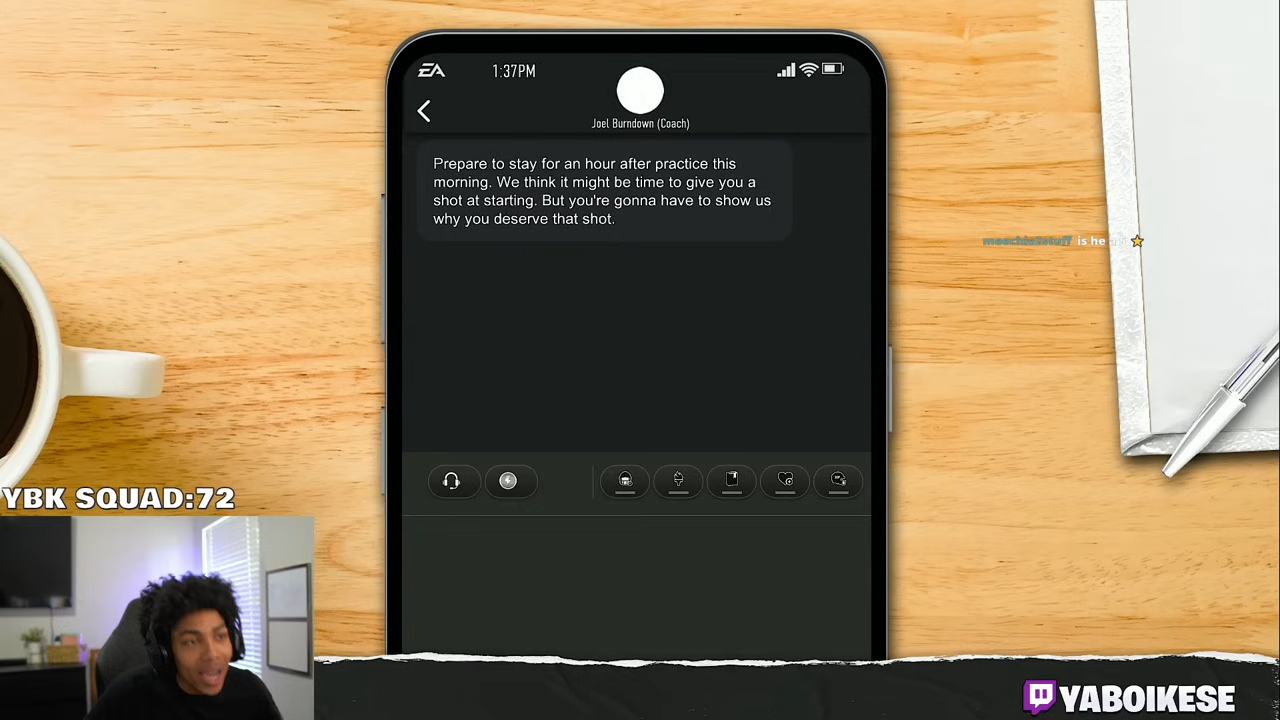 EA
1:37PM
Joel Burndown (Coach)
Prepare to stay for an hour after practice this
morning. We think it might be time to give you a
shot at starting. But you're gonna have to show us
why you deserve that shot.
is he
YBK SQUAD:72
YABOIKESE